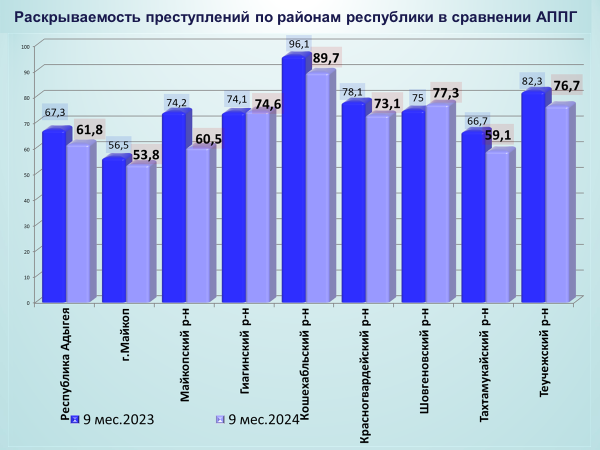 Раскрываемость преступлений по районам республики в сравнении АППГ
100
90
80
70
60
50
40
30
20
10
0
67,3
61,8
56,5
53,8
74,2
60,5
74,1
74,6
96,1
89,7
78,1
73,1
75
77,3
66,7
59,1
82,3
76,7
Республика Адыгея
г.Майкоп
Майкопский р-н
Гиагинский р-н
Кошехабльский р-н
Красногвардейский р-н
Шовгеновский р-н
Тахтамукайский р-н
Теучежский р-н
9 мес.2023
9 мес.2024